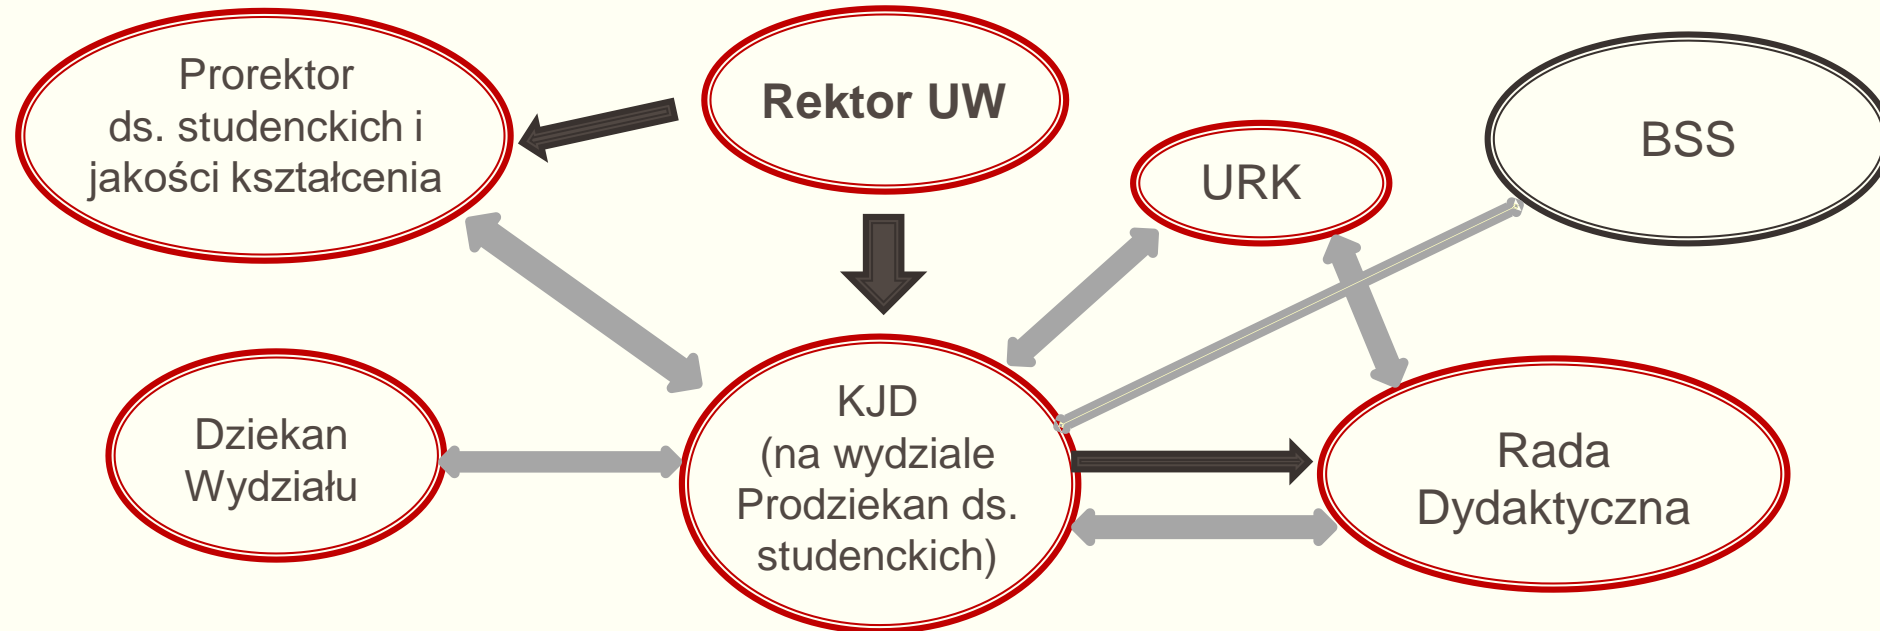 Prorektor
ds. studenckich i
jakości kształcenia
Rektor UW
URK
BSS
Dziekan
Wydziału
KJD
(na wydziale
Prodziekan ds.
studenckich)
Rada
Dydaktyczna